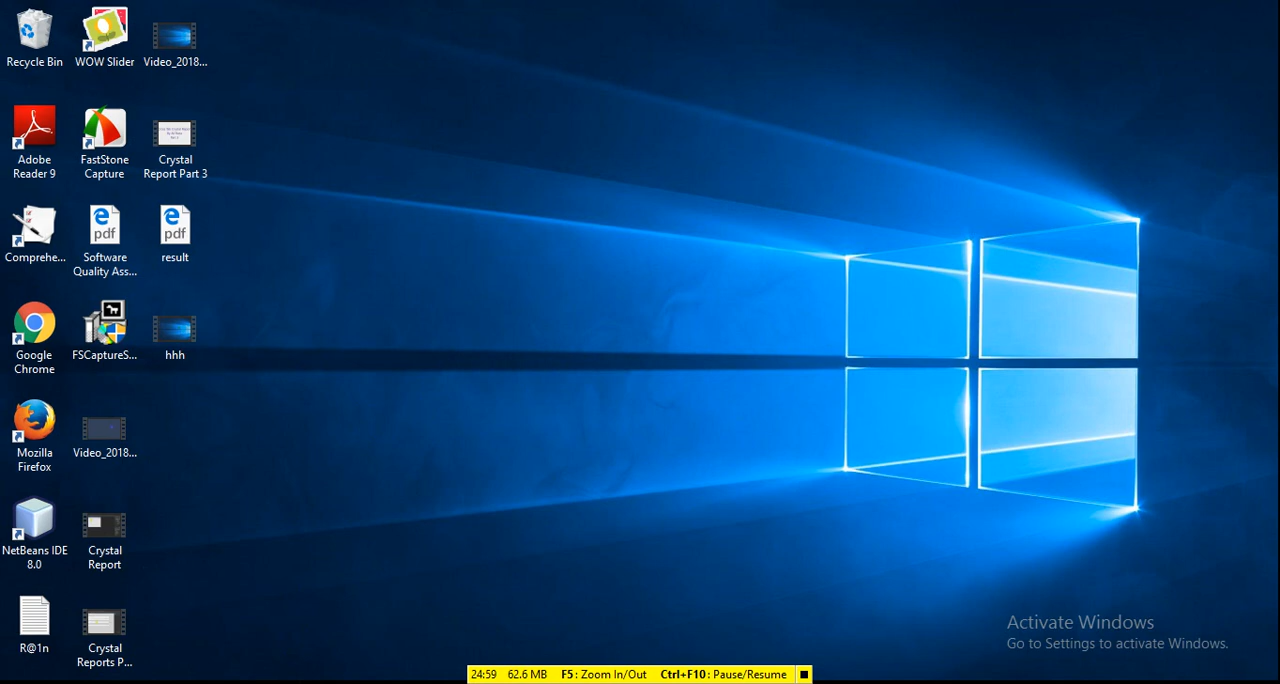 Recycle Bin
WOW Slider
Video_2018...
Adobe
Reader 9
FastStone
Capture
Crystal
Report Part 3
Comprehe...
pdf
Software
Quality Ass...
pdf
result
Google
Chrome
FSCaptureS...
hhh
Mozilla
Firefox
Video_2018...
NetBeans IDE
8.0
Crystal
Report
R@1n
Crystal
Reports P...
Activate Windows
Go to Settings to activate Windows.
24:59 62.6 MB F5: Zoom In/Out Ctrl+F10: Pause/Resume